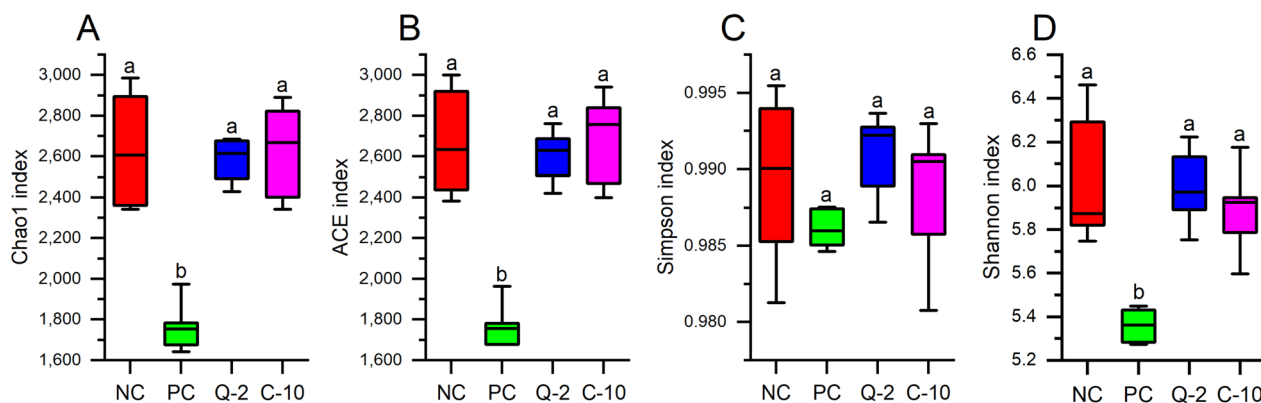 A
Chao1 index
3,000
2,800
2,600
2,400
2,200
2,000
1,800
1,600
a
b
a
a
NC PC Q-2 C-10
B
ACE index
3,000
2,800
2,600
2,400
2,200
2,000
1,800
1,600
a
b
a
a
NC PC Q-2 C-10
C
Simpson index
0.995
0.990
0.985
0.980
a
a
a
a
NC PC Q-2 C-10
D
Shannon index
6.6
6.4
6.2
6.0
5.8
5.6
5.4
5.2
a
b
a
a
NC PC Q-2 C-10